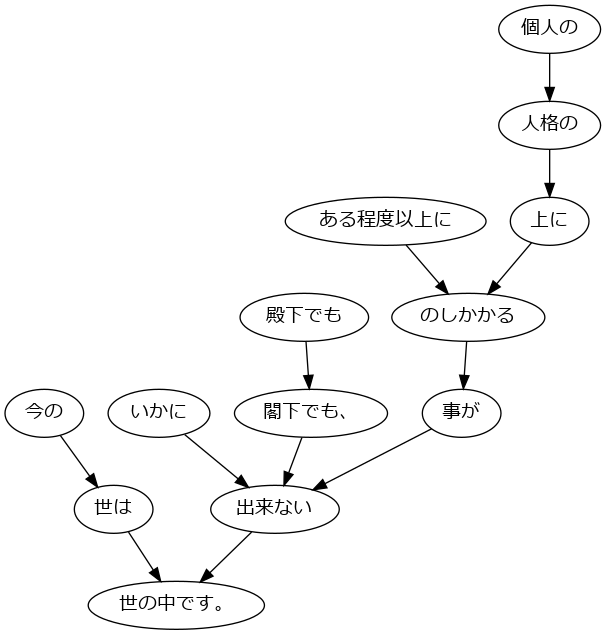 個人の
人格の
ある程度以上に
上に
殿下でも
のしかかる
今の
いかに
閣下でも、
事が
世は
出来ない
世の中です。